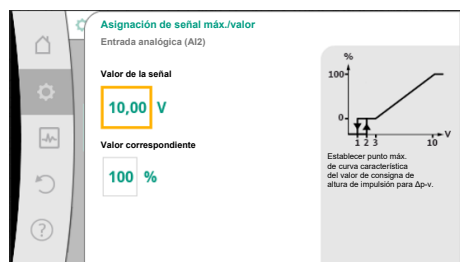 Asignación de señal máx./valor
Entrada analógica (AI2)
Valor de la señal
10,00 V
Valor correspondiente
100 %
%
100
0
1 2 3 10
V
Establecer punto máx.
de curva característica
del valor de consigna de
altura de impulsión para Δp-v.
?